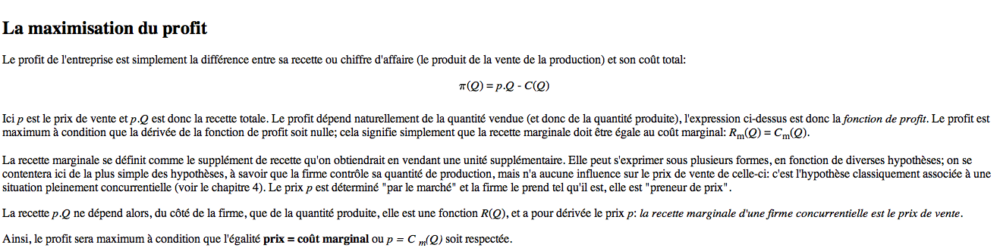 La maximisation du profit
Le profit de l'entreprise est simplement la différence entre sa recette ou chiffre d'affaire (le produit de la vente de la production) et son coût total:
π(Q) = p.Q - C(Q)
Ici p est le prix de vente et p.Q est donc la recette totale. Le profit dépend naturellement de la quantité vendue (et donc de la quantité produite), l'expression ci-dessus est donc la fonction de profit. Le profit est
maximum à condition que la dérivée de la fonction de profit soit nulle; cela signifie simplement que la recette marginale doit être égale au coût marginal: Rm(Q) = Cm(Q).
La recette marginale se définit comme le supplément de recette qu'on obtiendrait en vendant une unité supplémentaire. Elle peut s'exprimer sous plusieurs formes, en fonction de diverses hypothèses; on se
contentera ici de la plus simple des hypothèses, à savoir que la firme contrôle sa quantité de production, mais n'a aucune influence sur le prix de vente de celle-ci: c'est l'hypothèse classiquement associée à une
situation pleinement concurrentielle (voir le chapitre 4). Le prix p est déterminé "par le marché" et la firme le prend tel qu'il est, elle est "preneur de prix".
La recette p.Q ne dépend alors, du côté de la firme, que de la quantité produite, elle est une fonction R(Q), et a pour dérivée le prix p: la recette marginale d'une firme concurrentielle est le prix de vente.
Ainsi, le profit sera maximum à condition que l'égalité prix = coût marginal ou p = C m(Q) soit respectée.